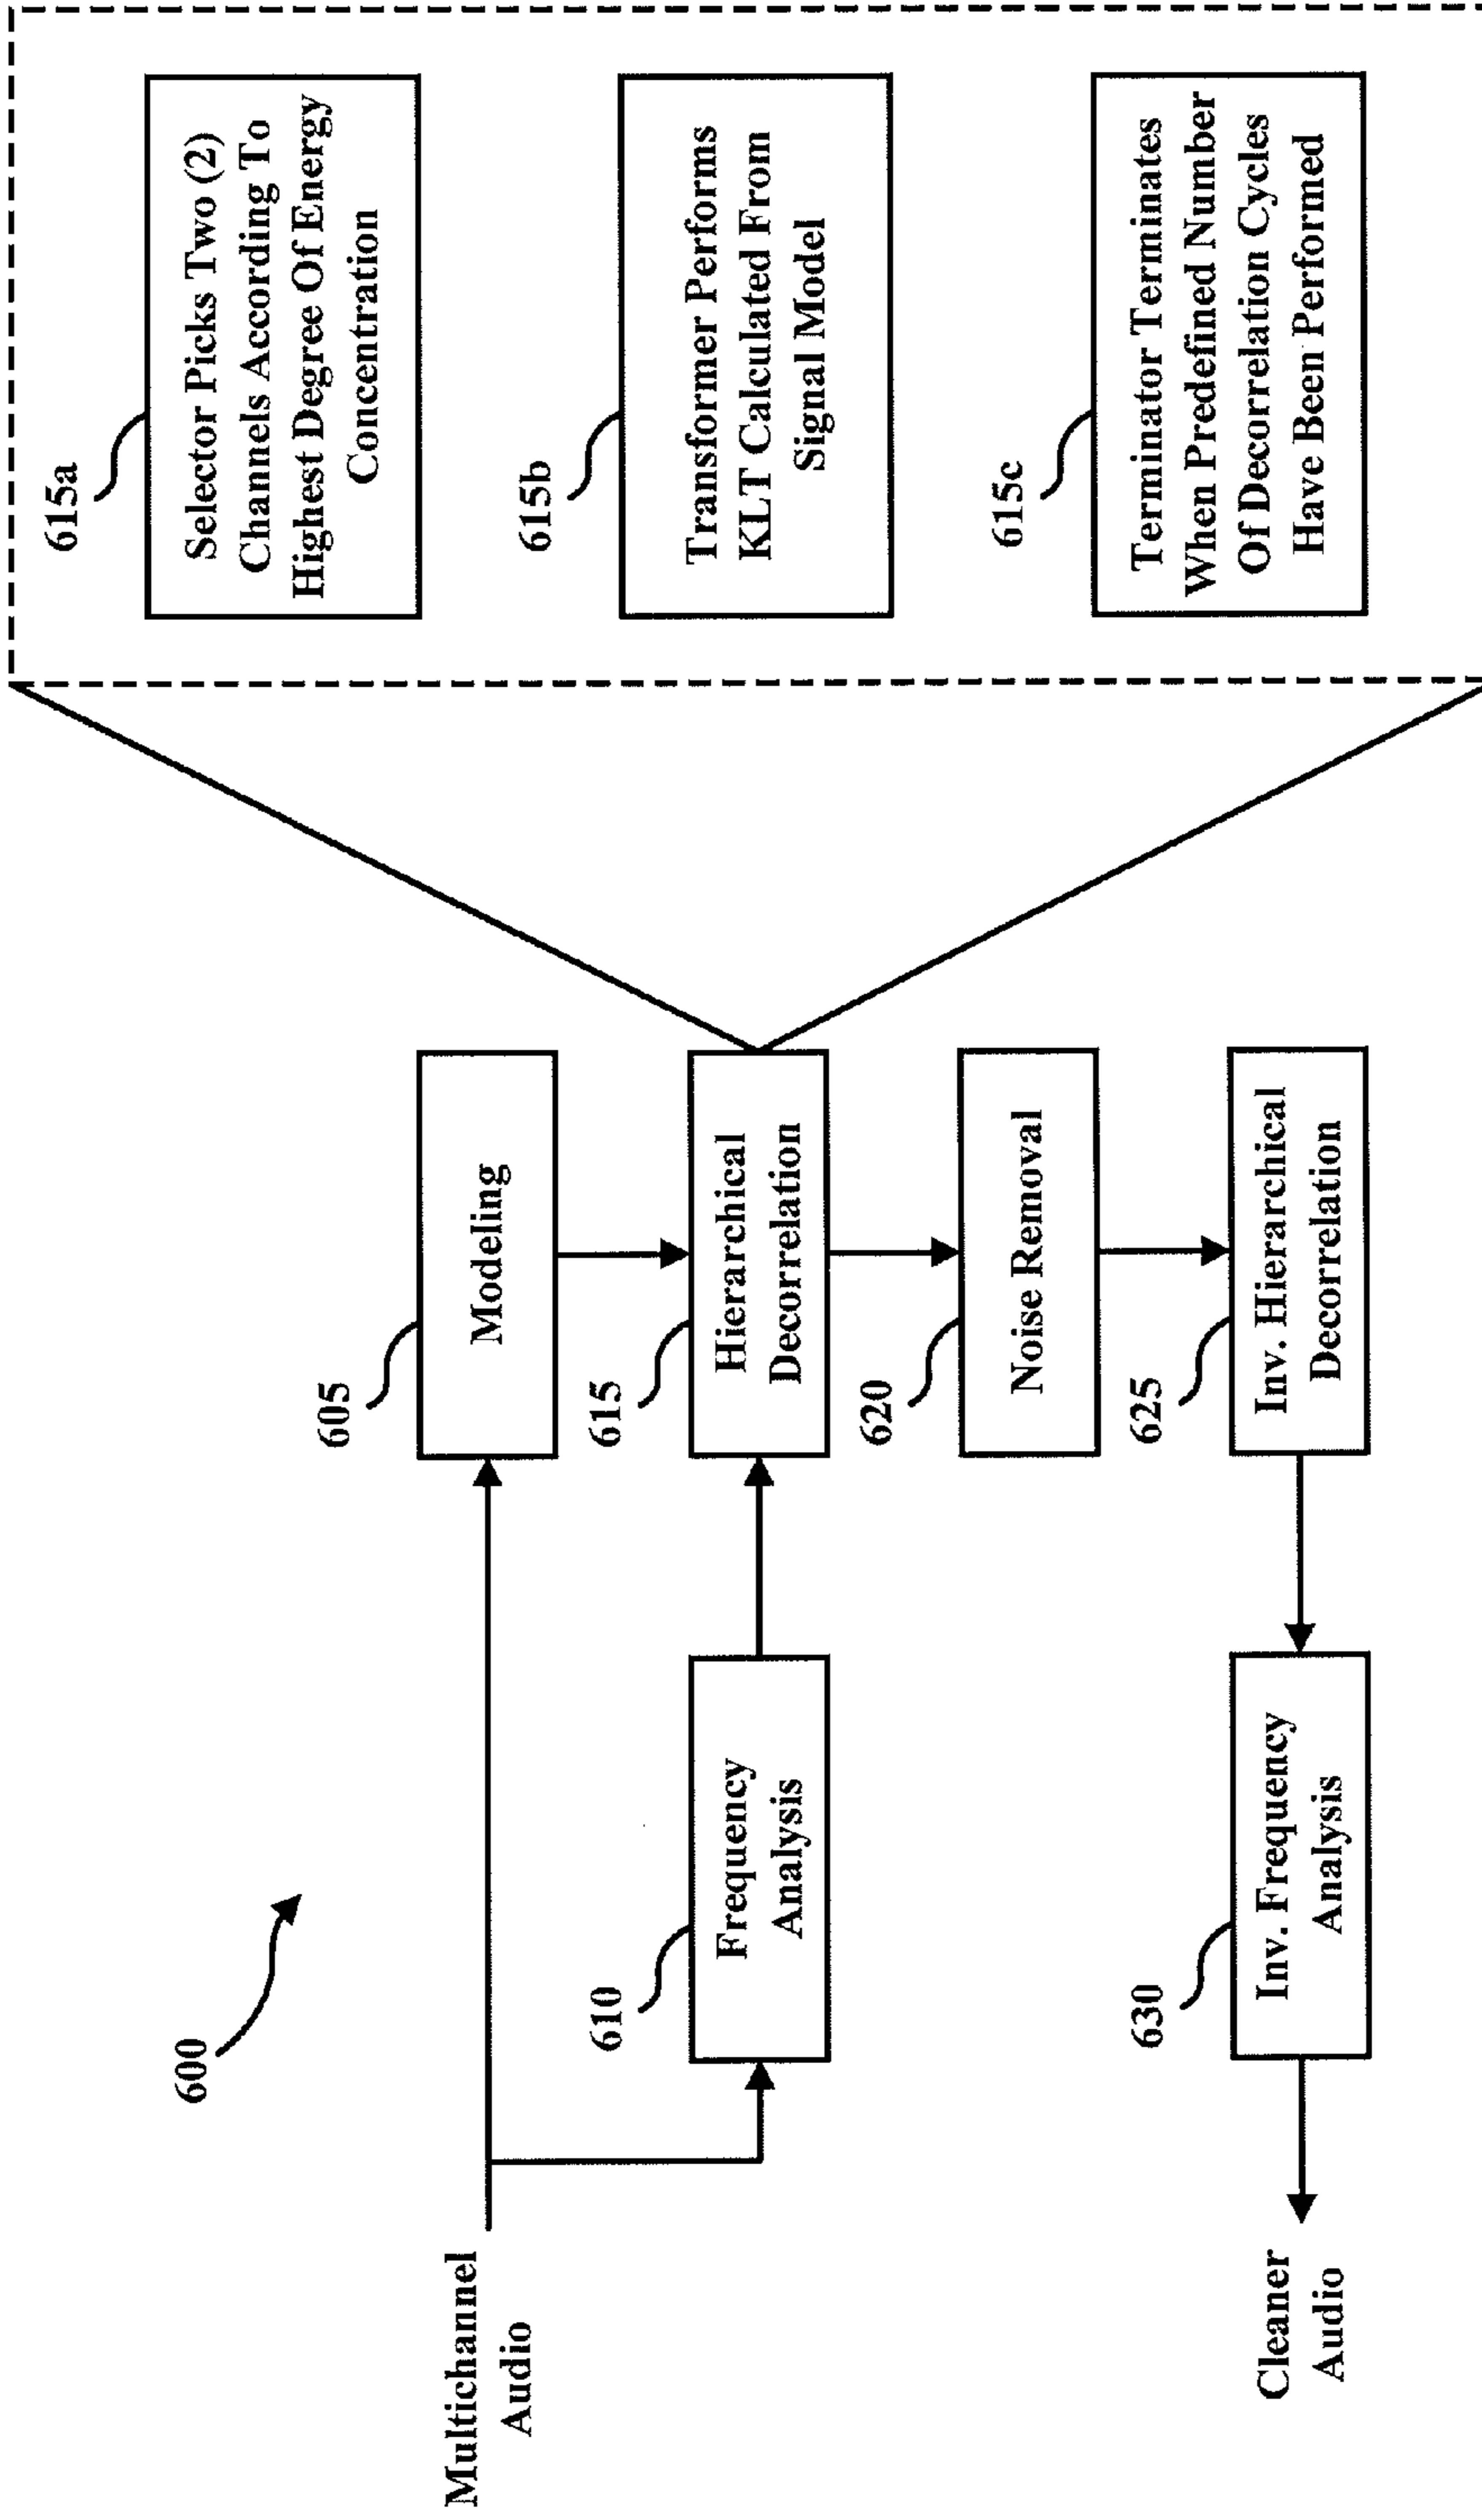 600
Multichannel
Audio
605
Modeling
610
Frequency
Analysis
615
Hierarchical
Decorrelation
620
Noise Removal
625
Inv. Hierarchical
Decorrelation
630
Inv. Frequency
Analysis
Cleaner
Audio
615a
Selector Picks Two (2)
Channels According To
Highest Degree Of Energy
Concentration
615b
Transformer Performs
KLT Calculated From
Signal Model
615c
Terminator Terminates
When Predefined Number
Of Decorrelation Cycles
Have Been Performed